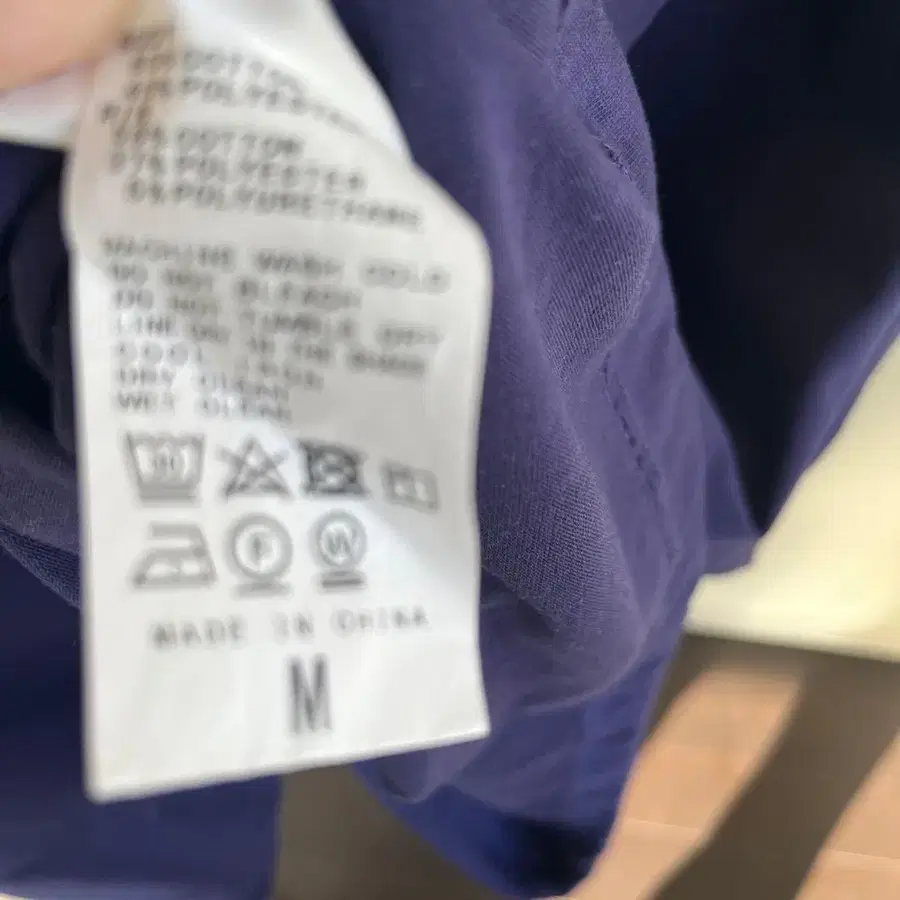 COTTON
POLYESTER
COTTON
POLYESTER
POLYURETHANE
MACHINE WASH COLD
DO NOT BLEACH
DO NOT TUMBLE DRY
LINE DRY IN THE SHADE
COOL IRON
DRY CLEAN
WET CLEAN
30
F
W
MADE IN CHINA
M